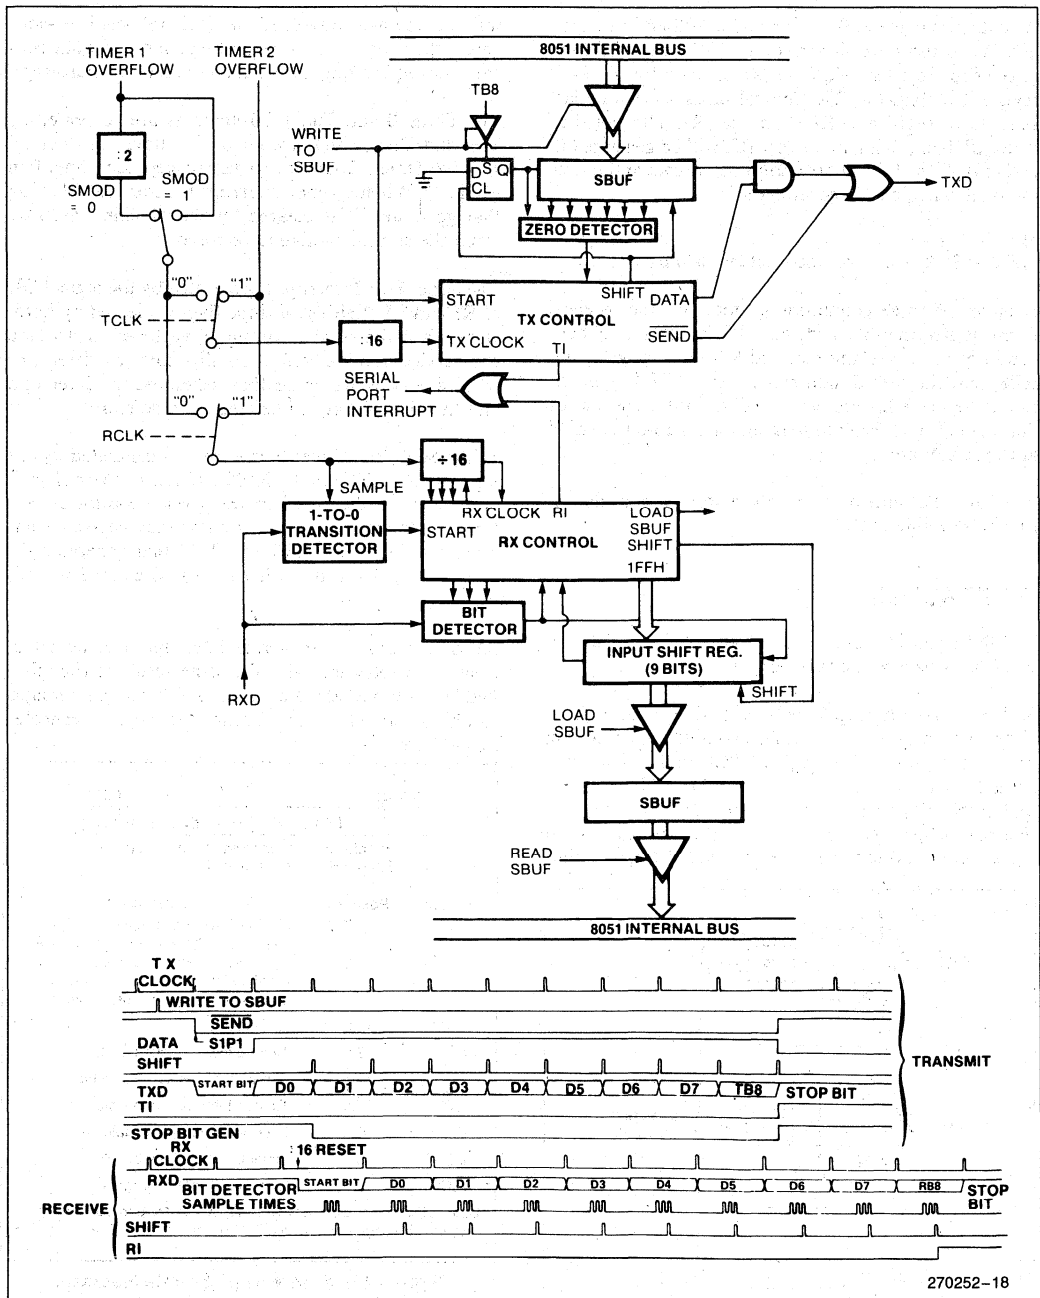 8051 INTERNAL BUS
TIMER 1
OVERFLOW
TIMER 2
OVERFLOW
TB8
WRITE
TO
SBUF
:2
SMOD
= 0
SMOD
= 1
D S Q
CL
SBUF
TXD
ZERO DETECTOR
"0"
"1"
TCLK
START
SHIFT
DATA
TX CONTROL
TX CLOCK
TI
SEND
:16
SERIAL
PORT
INTERRUPT
"0"
"1"
RCLK
÷16
SAMPLE
1-TO-0
TRANSITION
DETECTOR
RX CLOCK
RI
LOAD
SBUF
START
RX CONTROL
SHIFT
1FFH
BIT
DETECTOR
INPUT SHIFT REG.
(9 BITS)
SHIFT
RXD
LOAD
SBUF
SBUF
READ
SBUF
8051 INTERNAL BUS
TX
CLOCK
WRITE TO SBUF
SEND
DATA
S1P1
SHIFT
TXD
START BIT
D0
D1
D2
D3
D4
D5
D6
D7
TB8
STOP BIT
TI
STOP BIT GEN
TRANSMIT
RX
CLOCK
:16 RESET
RXD
START BIT
D0
D1
D2
D3
D4
D5
D6
D7
RB8
STOP
BIT
BIT DETECTOR
SAMPLE TIMES
SHIFT
RI
RECEIVE
270252-18